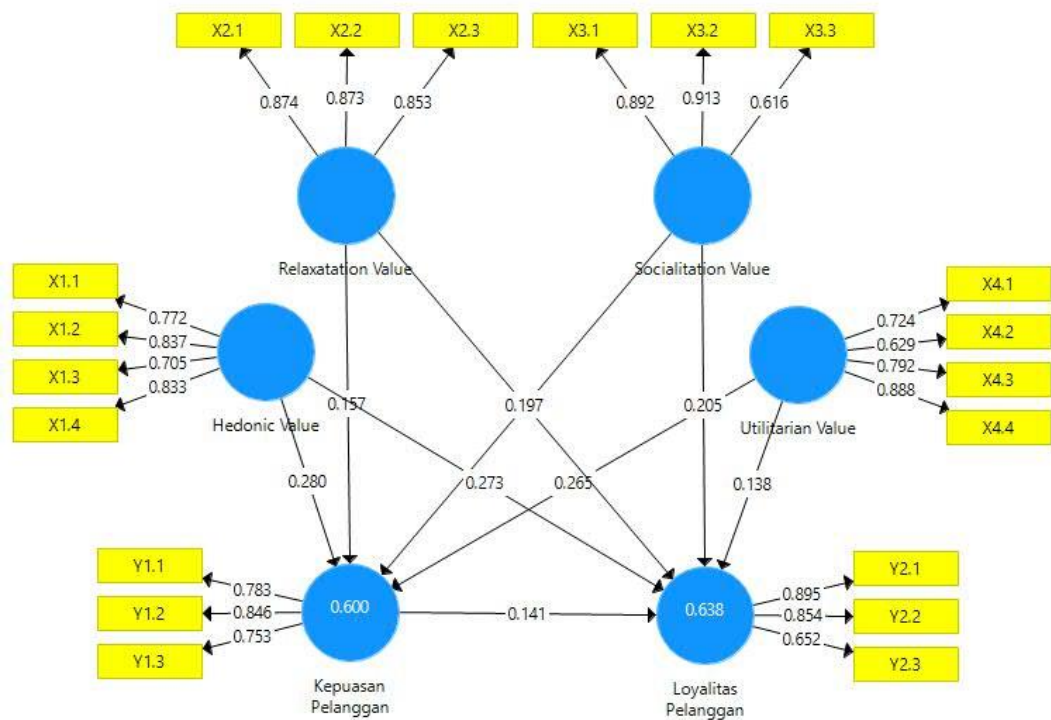 X2.1 X2.2 X2.3 X3.1 X3.2 X3.3
0.874 0.873 0.853 0.892 0.913 0.616
Relaxatation Value Socialitation Value
X1.1
X1.2
X1.3
X1.4
0.772
0.837
0.705
0.833
Hedonic Value
X4.1
X4.2
X4.3
X4.4
0.724
0.629
0.792
0.888
Utilitarian Value
0.157 0.197 0.205
0.280 0.273 0.265 0.138
Y1.1
Y1.2
Y1.3
0.783
0.846
0.753
0.600
0.141
0.638
0.895
0.854
0.652
Y2.1
Y2.2
Y2.3
Kepuasan
Pelanggan
Loyalitas
Pelanggan